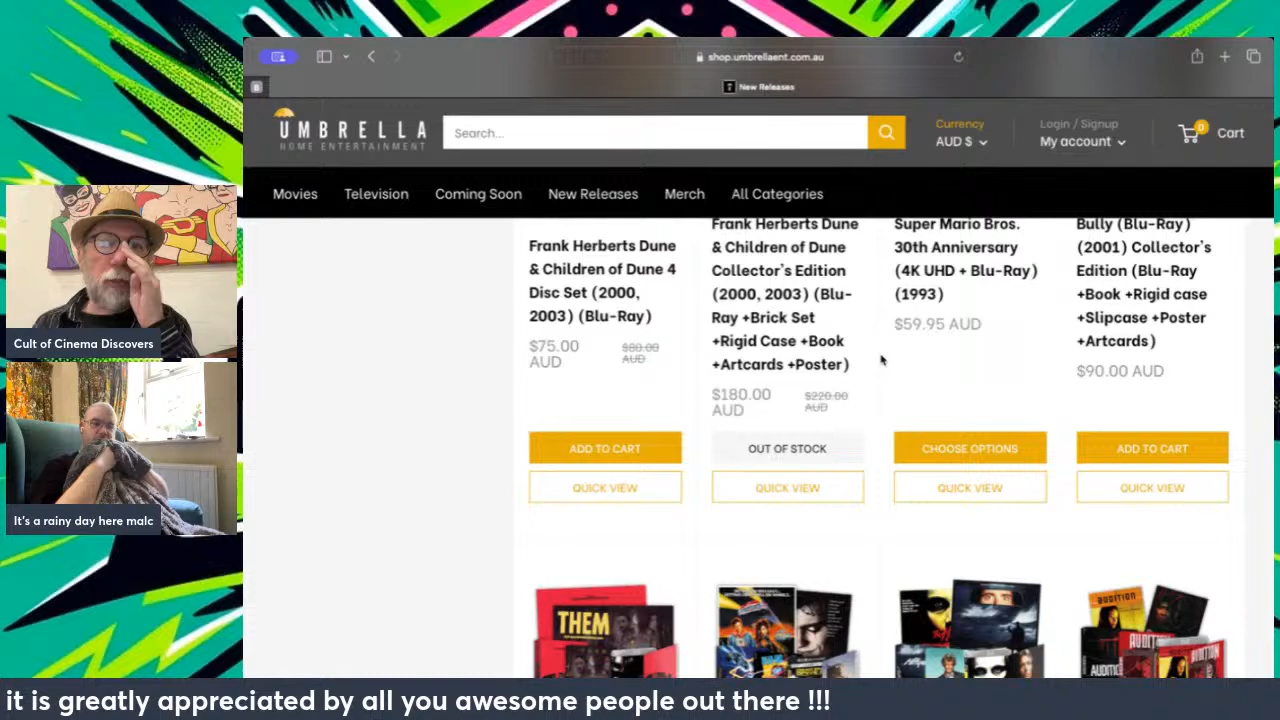 shop.umbrellaent.com.au
New Releases
UMBRELLA
HOME ENTERTAINMENT
Search...
Currency
AUD $
Login / Signup
My account
0
Cart
Movies
Television
Coming Soon
New Releases
Merch
All Categories
Frank Herberts Dune
& Children of Dune 4
Disc Set (2000,
2003) (Blu-Ray)
$75.00
AUD
$80.00
AUD
ADD TO CART
QUICK VIEW
Frank Herberts Dune
& Children of Dune
Collector's Edition
(2000, 2003) (Blu-
Ray +Brick Set
+Rigid Case +Book
+Artcards +Poster)
$180.00
AUD
$220.00
AUD
OUT OF STOCK
QUICK VIEW
Super Mario Bros.
30th Anniversary
(4K UHD + Blu-Ray)
(1993)
$59.95 AUD
CHOOSE OPTIONS
QUICK VIEW
Bully (Blu-Ray)
(2001) Collector's
Edition (Blu-Ray
+Book +Rigid case
+Slipcase +Poster
+Artcards)
$90.00 AUD
ADD TO CART
QUICK VIEW
THEM
AUDITION
AUDITION
Cult of Cinema Discovers
It's a rainy day here malc
it is greatly appreciated by all you awesome people out there !!!